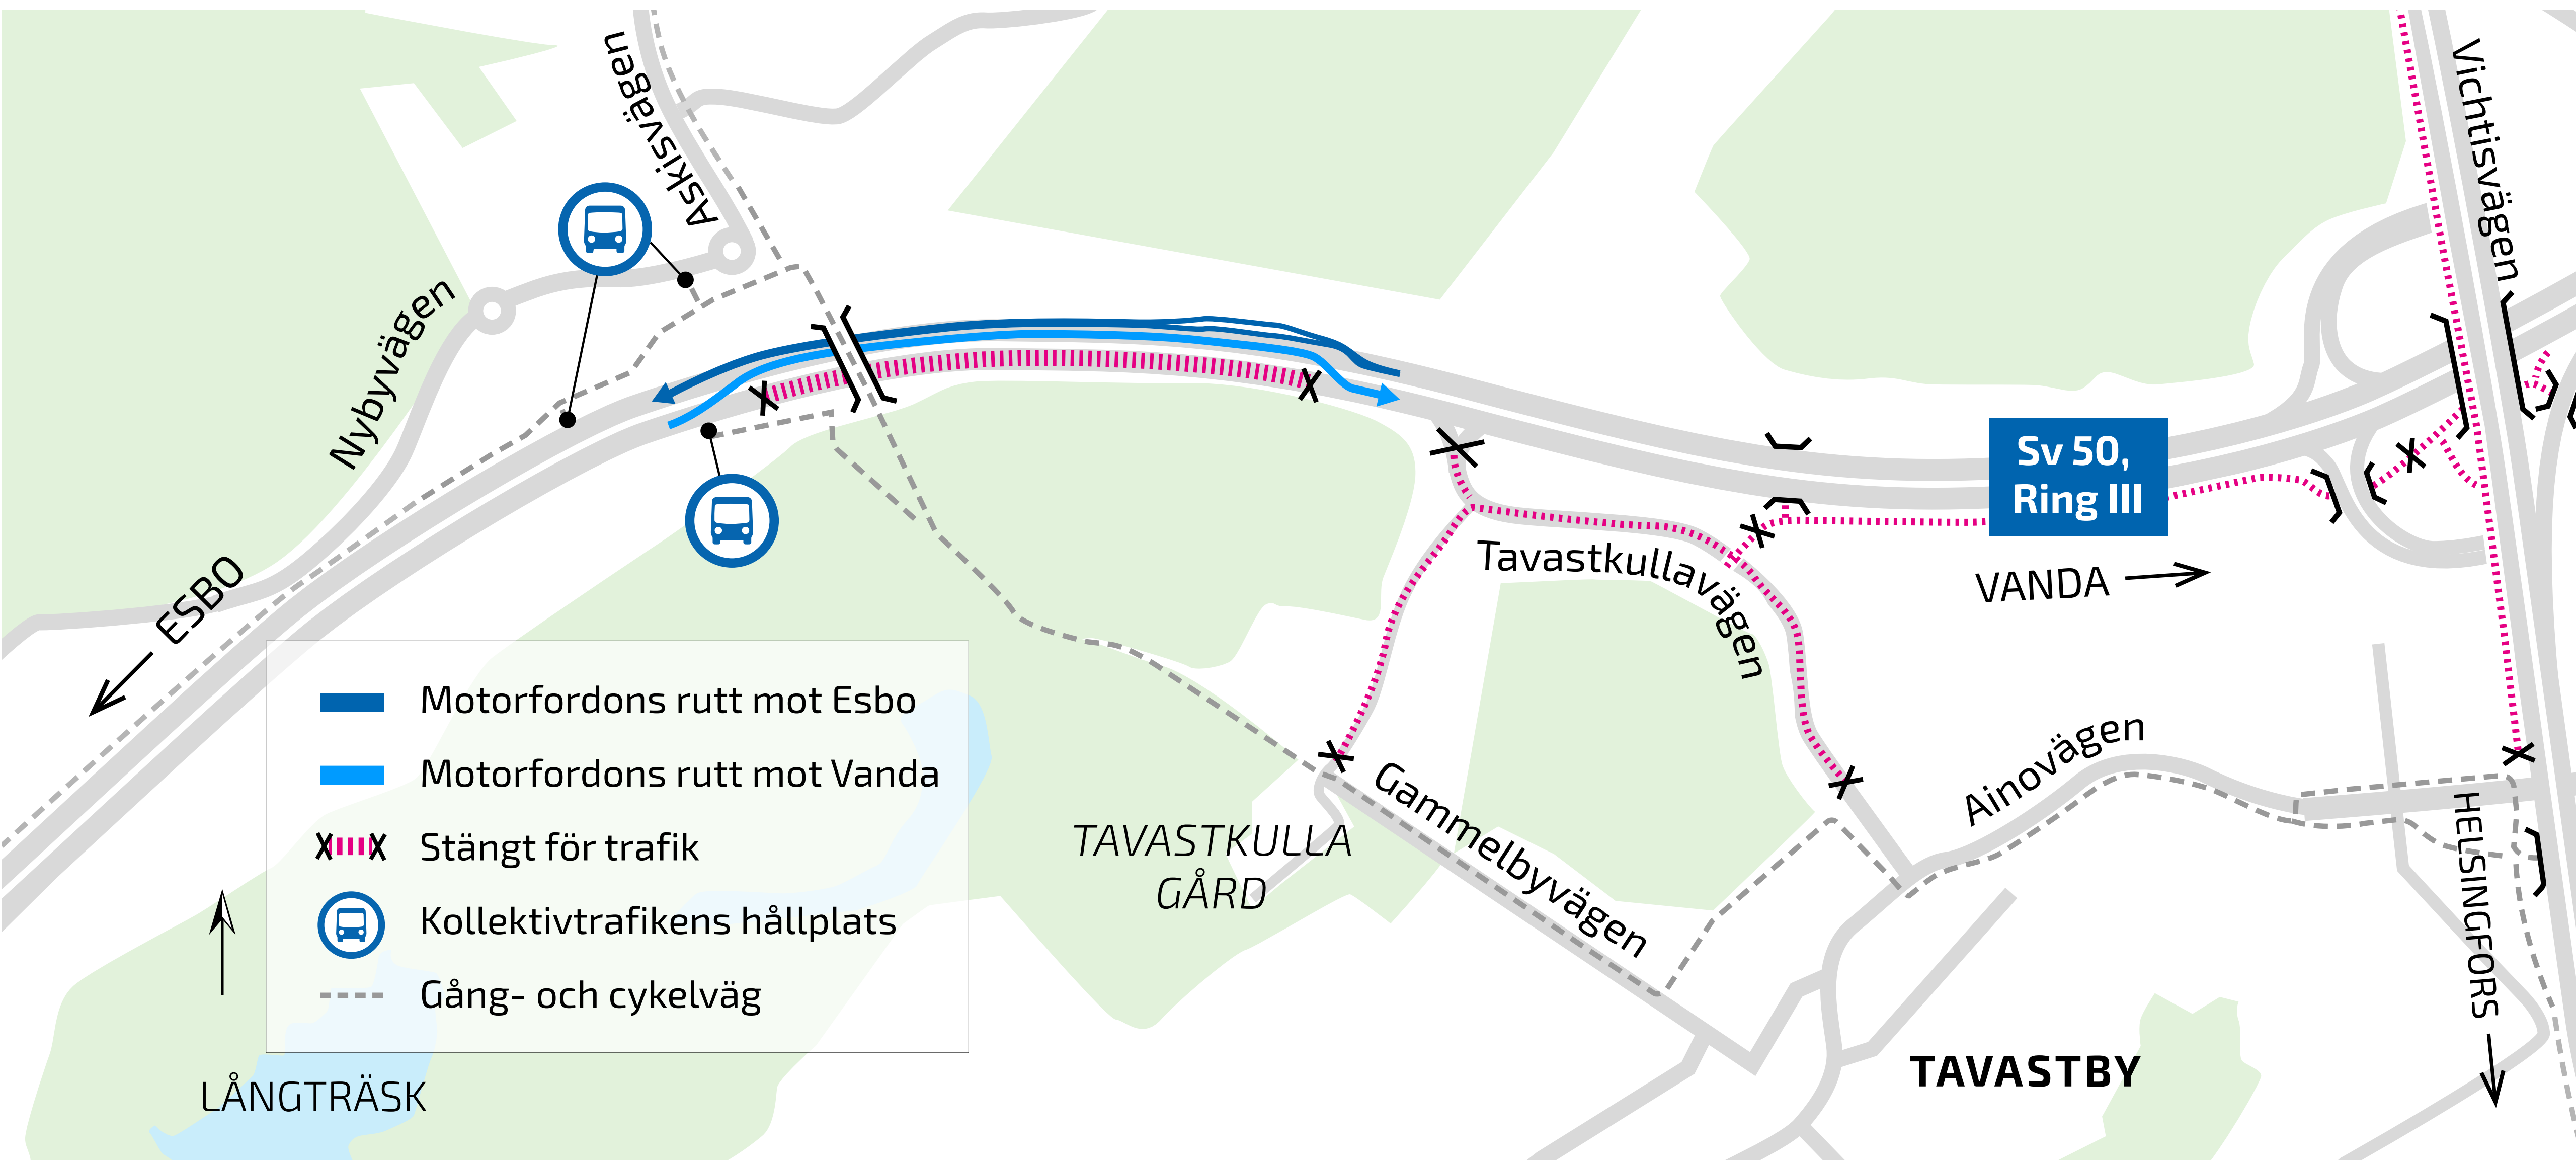 Askisvägen
Vichtisvägen
Nybyvägen
Sv 50,
Ring III
Tavastkullavägen
VANDA
ESBO
Motorfordons rutt mot Esbo
Motorfordons rutt mot Vanda
Stängt för trafik
Kollektivtrafikens hållplats
Gång- och cykelväg
Ainovägen
Gammelbyvägen
TAVASTKULLA
GÅRD
HELSINGFORS
TAVASTBY
LÅNGTRÄSK